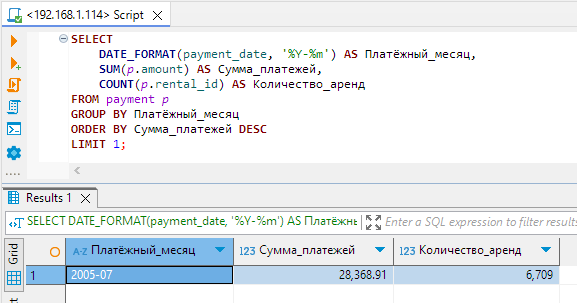 <192.168.1.114> Script
SELECT
DATE_FORMAT(payment_date, '%Y-%m') AS Платёжный_месяц,
SUM(p.amount) AS Сумма_платежей,
COUNT(p.rental_id) AS Количество_аренд
FROM payment p
GROUP BY Платёжный_месяц
ORDER BY Сумма_платежей DESC
LIMIT 1;
Results 1
SELECT DATE_FORMAT(payment_date, '%Y-%m') AS Платёжн Enter a SQL expression to filter results
Grid
A-Z Платёжный_месяц 123 Сумма_платежей 123 Количество_аренд
1 2005-07 28,368.91 6,709